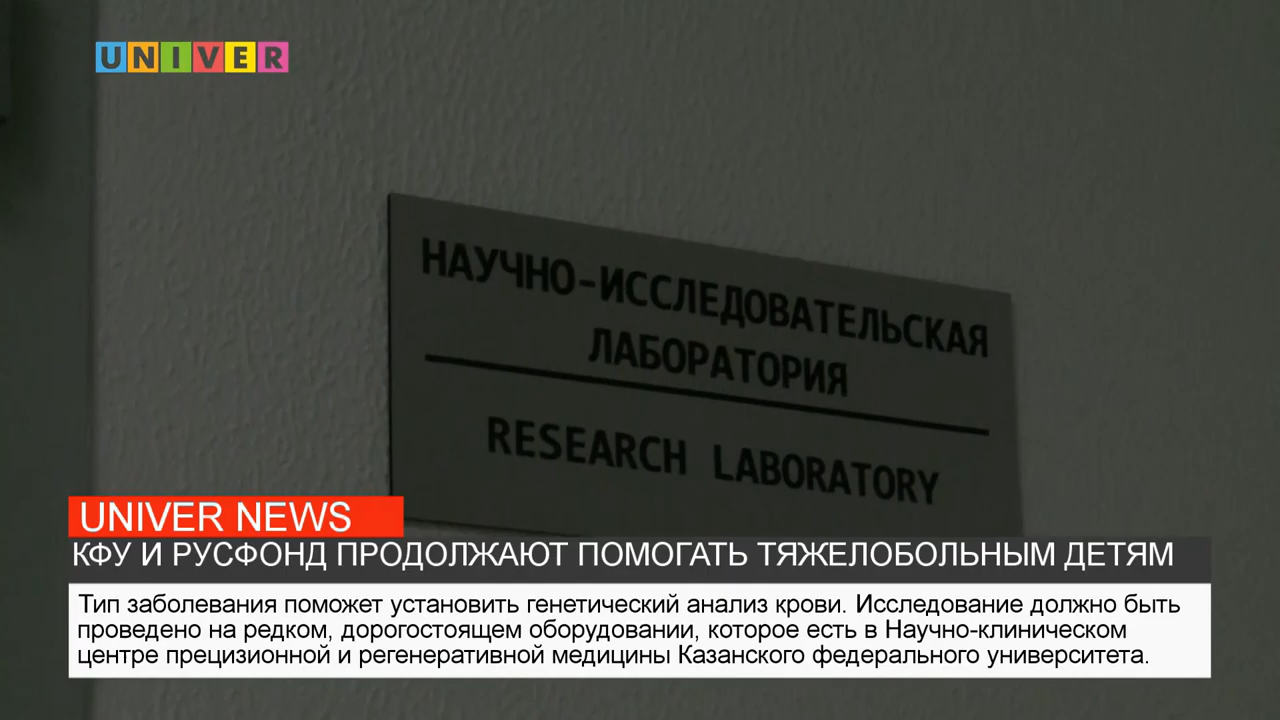 UNIVER
НАУЧНО-ИССЛЕДОВАТЕЛЬСКАЯ
ЛАБОРАТОРИЯ
RESEARCH LABORATORY
UNIVER NEWS
КФУ И РУСФОНД ПРОДОЛЖАЮТ ПОМОГАТЬ ТЯЖЕЛОБОЛЬНЫМ ДЕТЯМ
Тип заболевания поможет установить генетический анализ крови. Исследование должно быть
проведено на редком, дорогостоящем оборудовании, которое есть в Научно-клиническом
центре прецизионной и регенеративной медицины Казанского федерального университета.